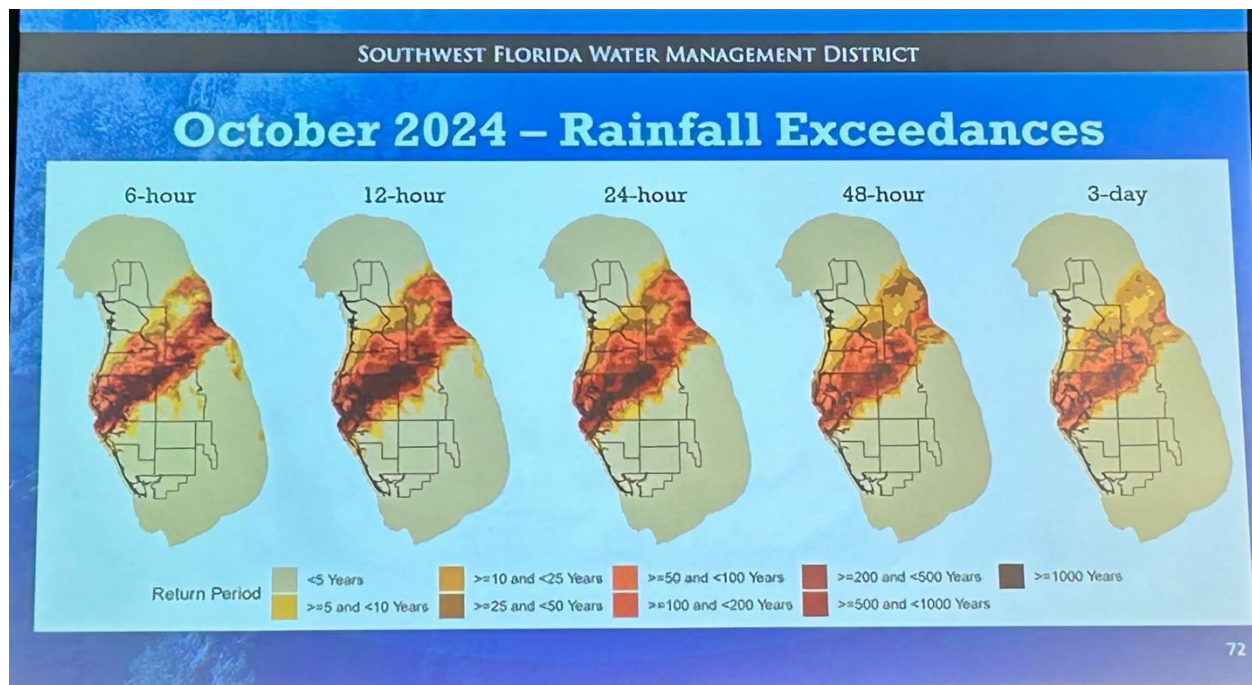 SOUTHWEST FLORIDA WATER MANAGEMENT DISTRICT
October 2024 – Rainfall Exceedances
6-hour 12-hour 24-hour 48-hour 3-day
Return Period
<5 Years >=10 and <25 Years >=50 and <100 Years >=200 and <500 Years >=1000 Years
>=5 and <10 Years >=25 and <50 Years >=100 and <200 Years >=500 and <1000 Years
72